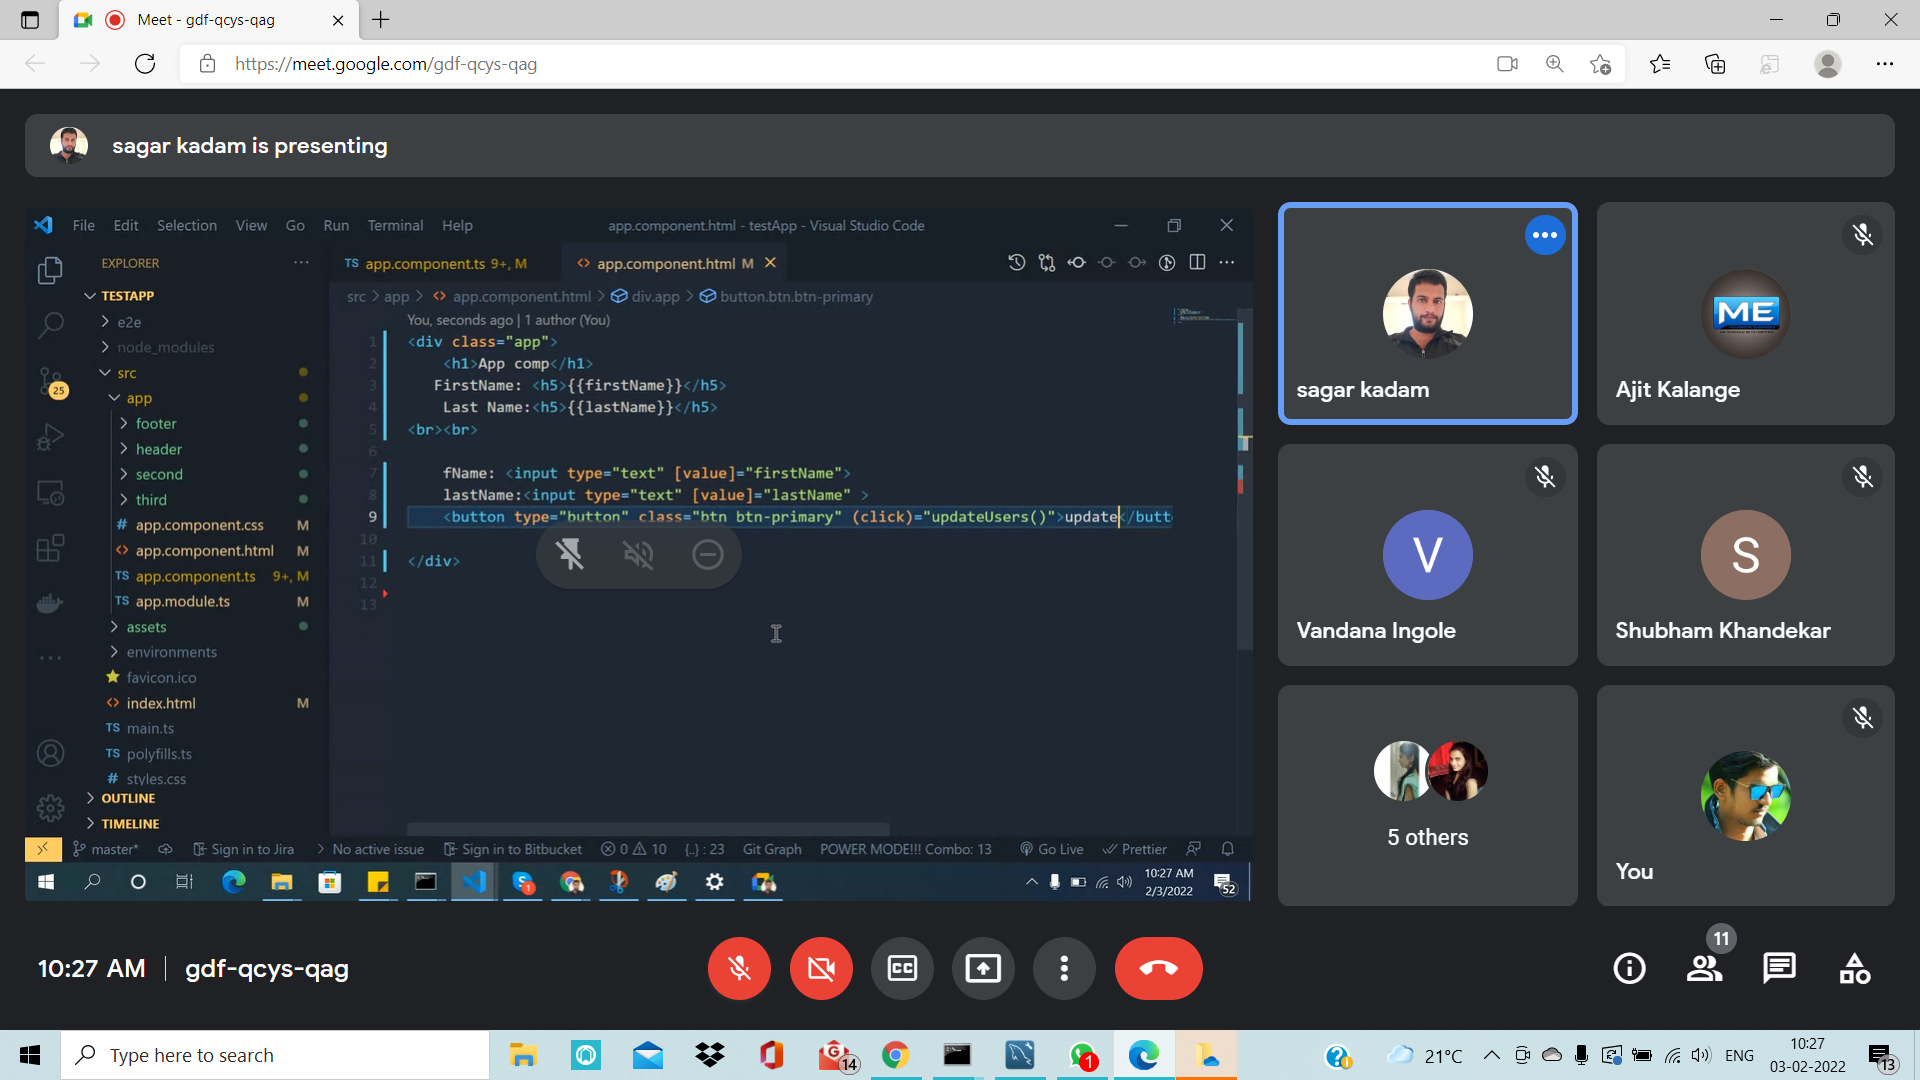 Meet - gdf-qcys-qag
https://meet.google.com/gdf-qcys-qag
sagar kadam is presenting
File Edit Selection View Go Run Terminal Help
app.component.html - testApp - Visual Studio Code
EXPLORER
TS app.component.ts 9+, M
<> app.component.html M
TESTAPP
src > app > <> app.component.html > div.app > button.btn.btn-primary
e2e
You, seconds ago | 1 author (You)
node_modules
1 <div class="app">
2 <h1>App comp</h1>
src
3 FirstName: <h5>{{firstName}}</h5>
app
4 Last Name:<h5>{{lastName}}</h5>
footer
5 <br><br>
header
6
second
7 fName: <input type="text" [value]="firstName">
third
8 lastName:<input type="text" [value]="lastName" >
# app.component.css M
9 <button type="button" class="btn btn-primary" (click)="updateUsers()">update</butt
<> app.component.html M
10
11 </div>
TS app.component.ts 9+, M
12
TS app.module.ts M
13
assets
environments
favicon.ico
<> index.html M
TS main.ts
TS polyfills.ts
# styles.css
OUTLINE
TIMELINE
25
master* Sign in to Jira > No active issue Sign in to Bitbucket 0 10 {..} : 23 Git Graph POWER MODE!!! Combo: 13 Go Live Prettier
1
10:27 AM
2/3/2022
52
sagar kadam
ME
Ajit Kalange
V
Vandana Ingole
S
Shubham Khandekar
5 others
You
10:27 AM | gdf-qcys-qag
CC
11
Type here to search
14
1
21°C
ENG
10:27
03-02-2022
13